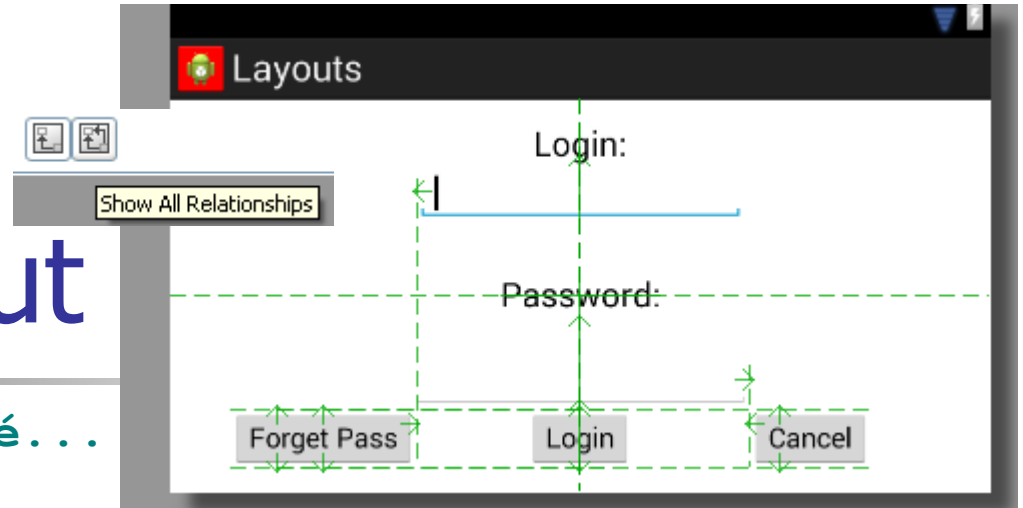 Layouts
Login:
Show All Relationships
ut
Password:
é...
Forget Pass Login Cancel